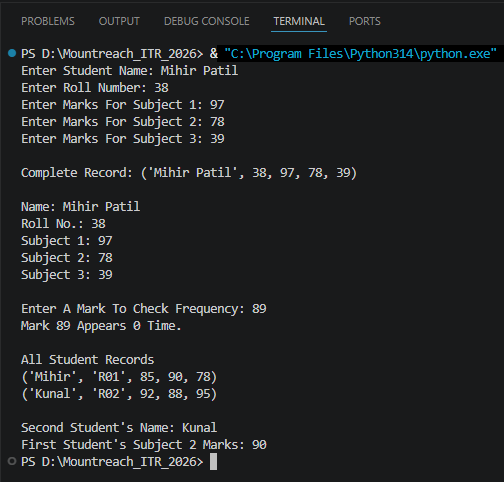 PROBLEMS OUTPUT DEBUG CONSOLE TERMINAL PORTS
PS D:\Mountreach_ITR_2026> & "C:\Program Files\Python314\python.exe"
Enter Student Name: Mihir Patil
Enter Roll Number: 38
Enter Marks For Subject 1: 97
Enter Marks For Subject 2: 78
Enter Marks For Subject 3: 39
Complete Record: ('Mihir Patil', 38, 97, 78, 39)
Name: Mihir Patil
Roll No.: 38
Subject 1: 97
Subject 2: 78
Subject 3: 39
Enter A Mark To Check Frequency: 89
Mark 89 Appears 0 Time.
All Student Records
('Mihir', 'R01', 85, 90, 78)
('Kunal', 'R02', 92, 88, 95)
Second Student's Name: Kunal
First Student's Subject 2 Marks: 90
PS D:\Mountreach_ITR_2026>